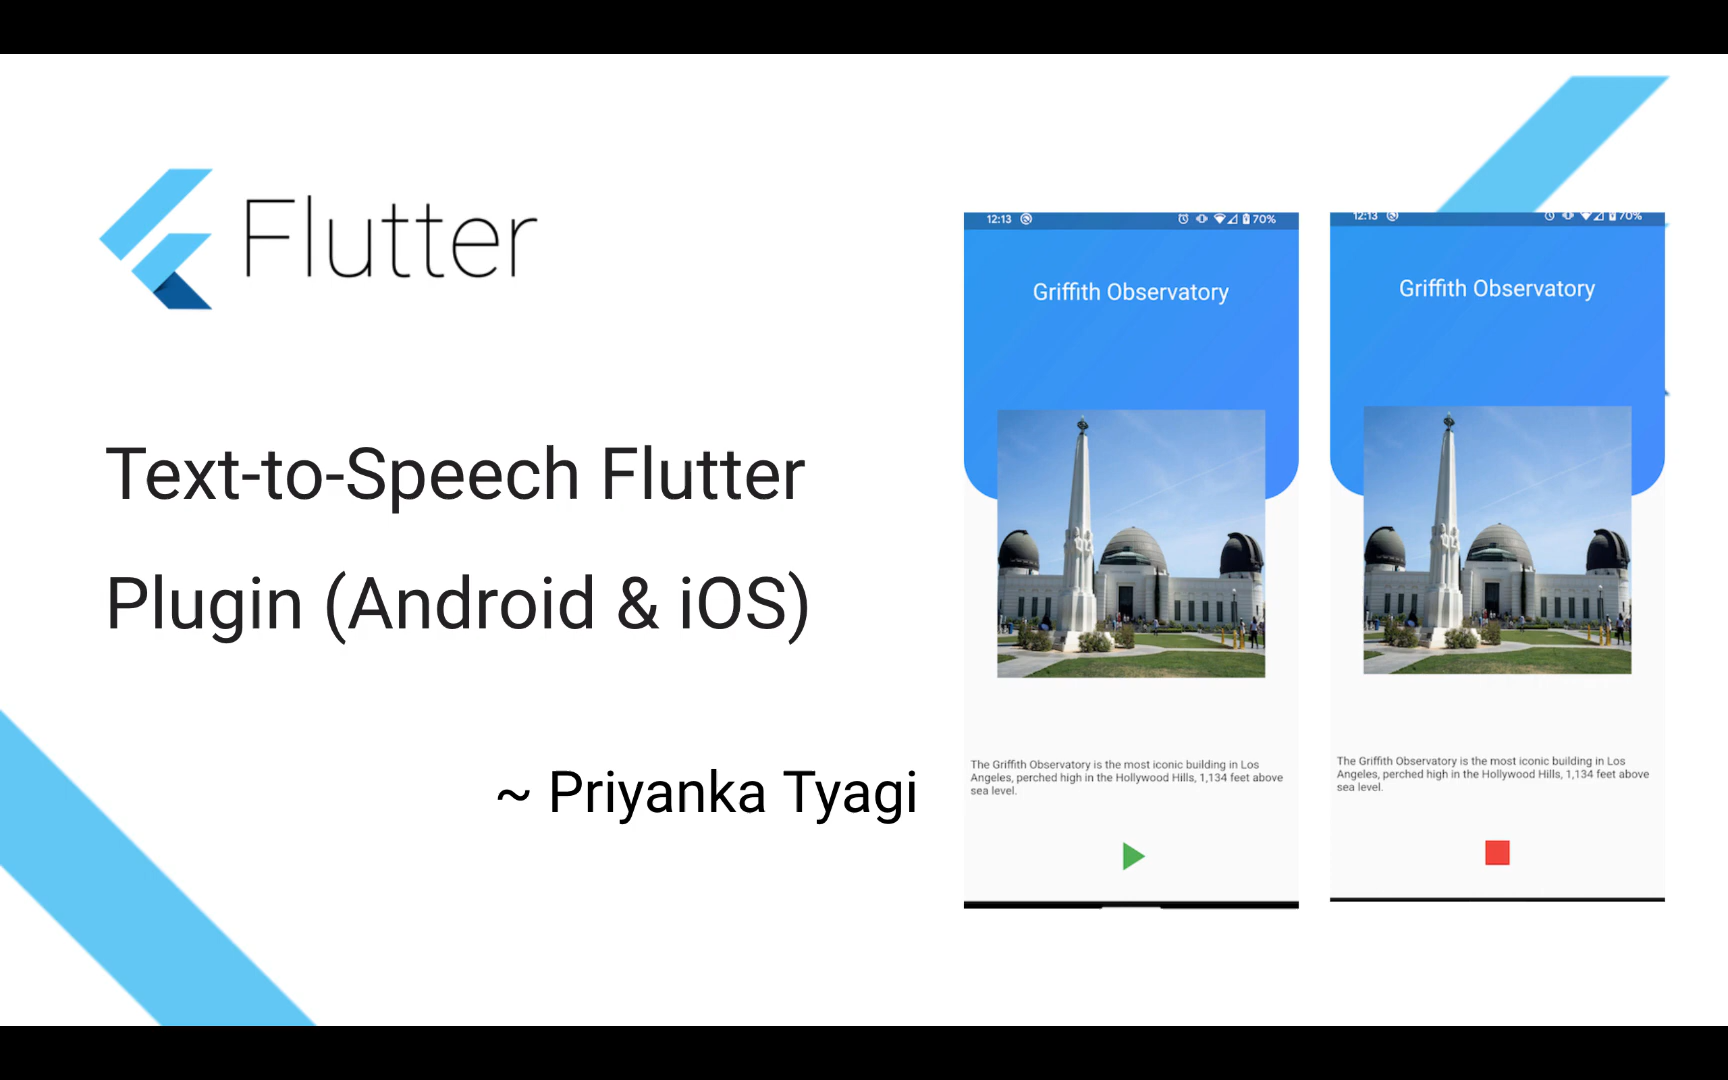 Flutter
Text-to-Speech Flutter
Plugin (Android & iOS)
~ Priyanka Tyagi
12:13 70%
Griffith Observatory
The Griffith Observatory is the most iconic building in Los
Angeles, perched high in the Hollywood Hills, 1,134 feet above
sea level.
12:13 70%
Griffith Observatory
The Griffith Observatory is the most iconic building in Los
Angeles, perched high in the Hollywood Hills, 1,134 feet above
sea level.